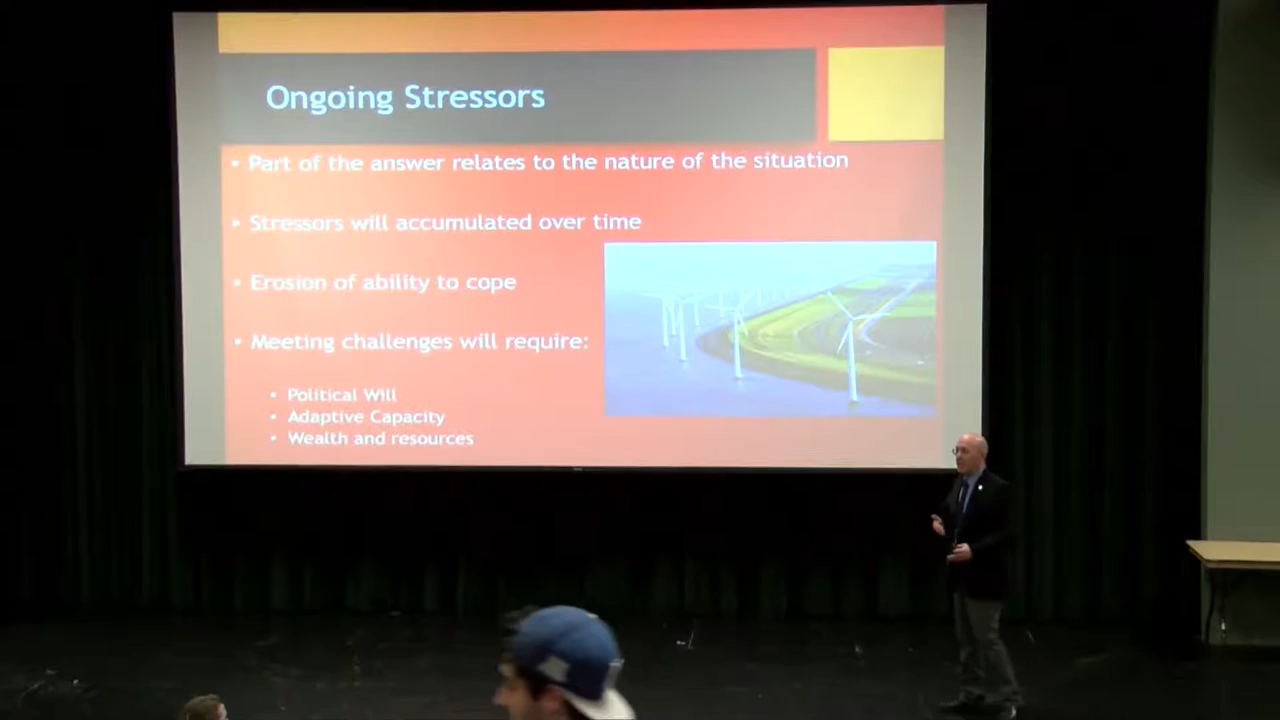 Ongoing Stressors
• Part of the answer relates to the nature of the situation
• Stressors will accumulated over time
• Erosion of ability to cope
• Meeting challenges will require:
• Political Will
• Adaptive Capacity
• Wealth and resources